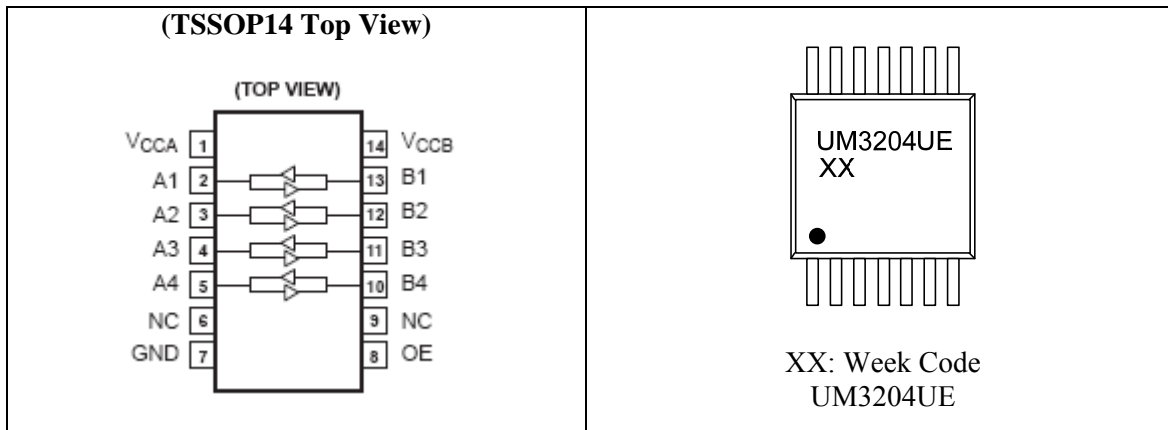 (TSSOP14 Top View)
(TOP VIEW)
VCCA 1
14 VCCB
A1 2
13 B1
A2 3
12 B2
A3 4
11 B3
A4 5
10 B4
NC 6
9 NC
GND 7
8 OE
UM3204UE
XX
XX: Week Code
UM3204UE